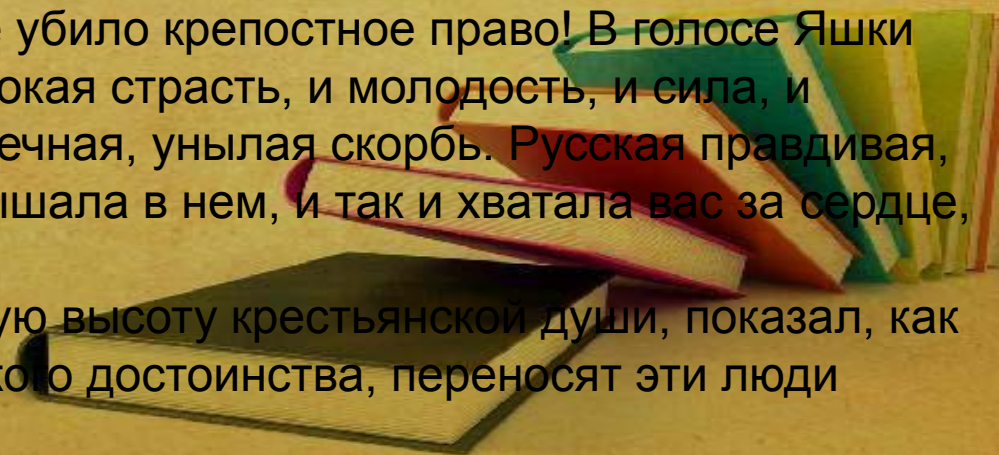 убило крепостное право! В голосе Яшки
окая страсть, и молодость, и сила, и
ечная, унылая скорбь. Русская правдивая,
ышала в нем, и так и хватала вас за сердце,
ую высоту крестьянской души, показал, как
кого достоинства, переносят эти люди